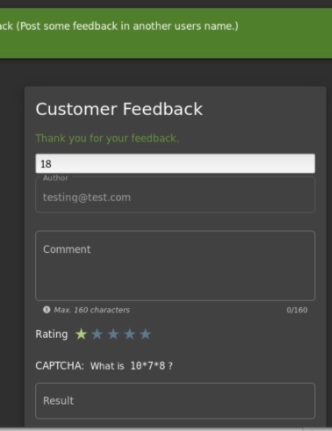 ack (Post some feedback in another users name.)
Customer Feedback
Thank you for your feedback.
18
Author
testing@test.com
Comment
Max. 160 characters
0/160
Rating
CAPTCHA: What is 10*7*8 ?
Result